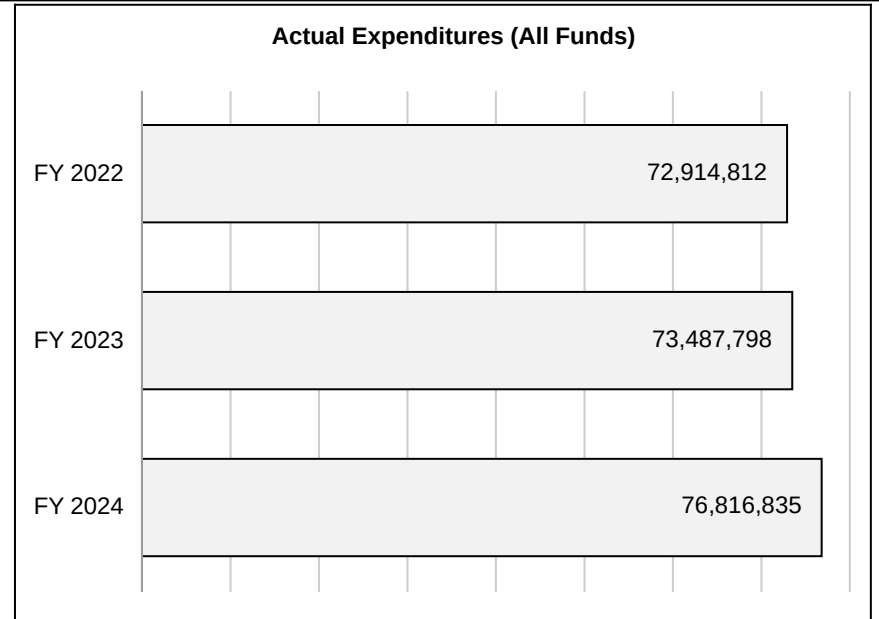 Actual Expenditures (All Funds)
FY 2022
72,914,812
FY 2023
73,487,798
FY 2024
76,816,835